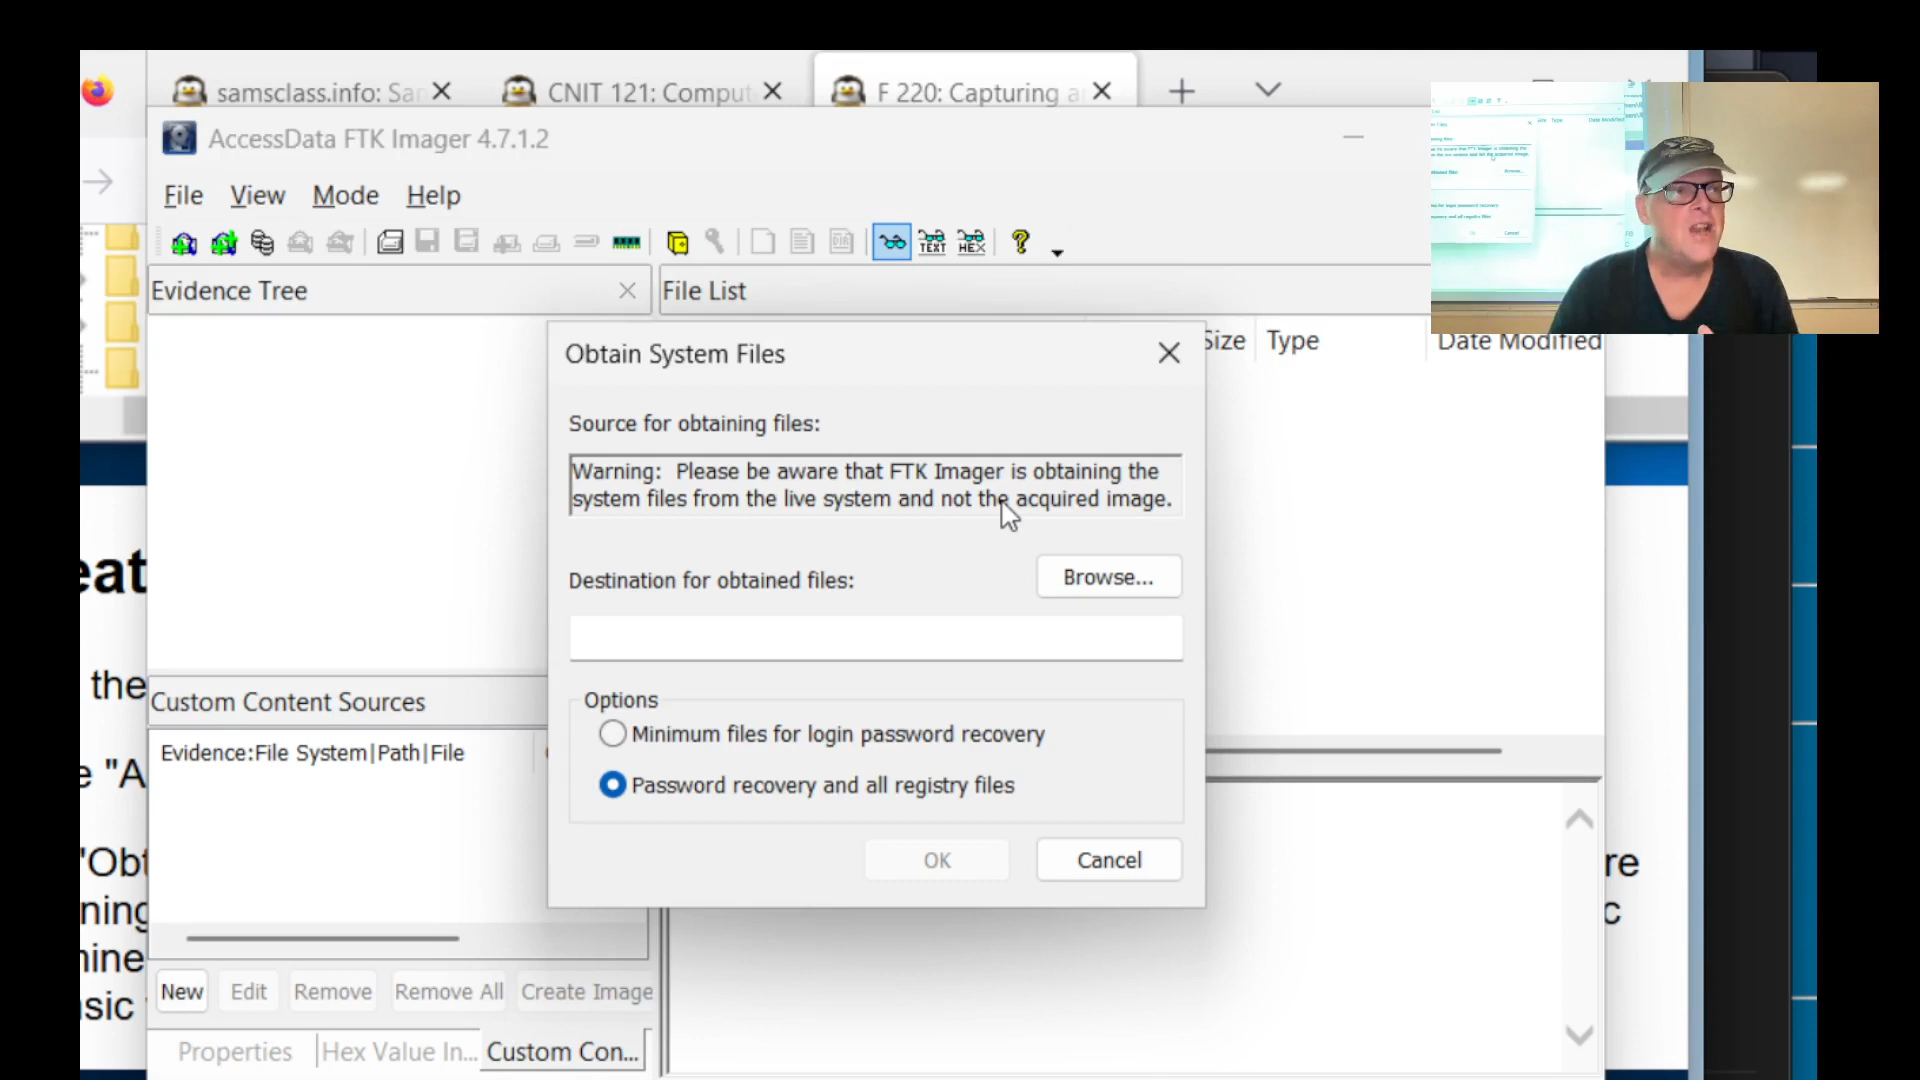 samsclass.info: Sar
CNIT 121: Comput
F 220: Capturing a
AccessData FTK Imager 4.7.1.2
File View Mode Help
TEXT
HEX
DIR
Evidence Tree
File List
Size
Type
Date Modified
Obtain System Files
Source for obtaining files:
Warning: Please be aware that FTK Imager is obtaining the
system files from the live system and not the acquired image.
Destination for obtained files:
Browse...
Options
Minimum files for login password recovery
Password recovery and all registry files
OK
Cancel
Custom Content Sources
Evidence:File System|Path|File
New
Edit
Remove
Remove All
Create Image
Properties
Hex Value In...
Custom Con...
eat
the
e "A
"Obt
ning
nine
sic
re
c